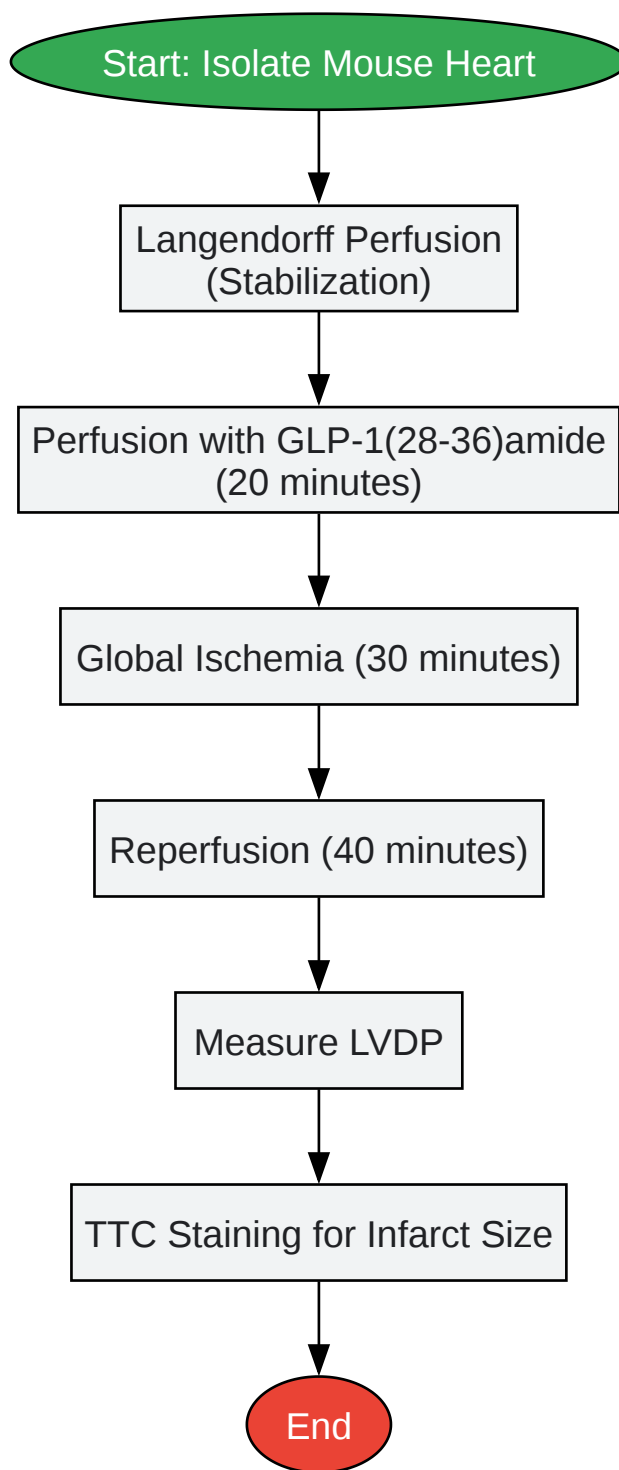 Start: Isolate Mouse Heart
Langendorff Perfusion
(Stabilization)
Perfusion with GLP-1(28-36)amide
(20 minutes)
Global Ischemia (30 minutes)
Reperfusion (40 minutes)
Measure LVDP
TTC Staining for Infarct Size
End